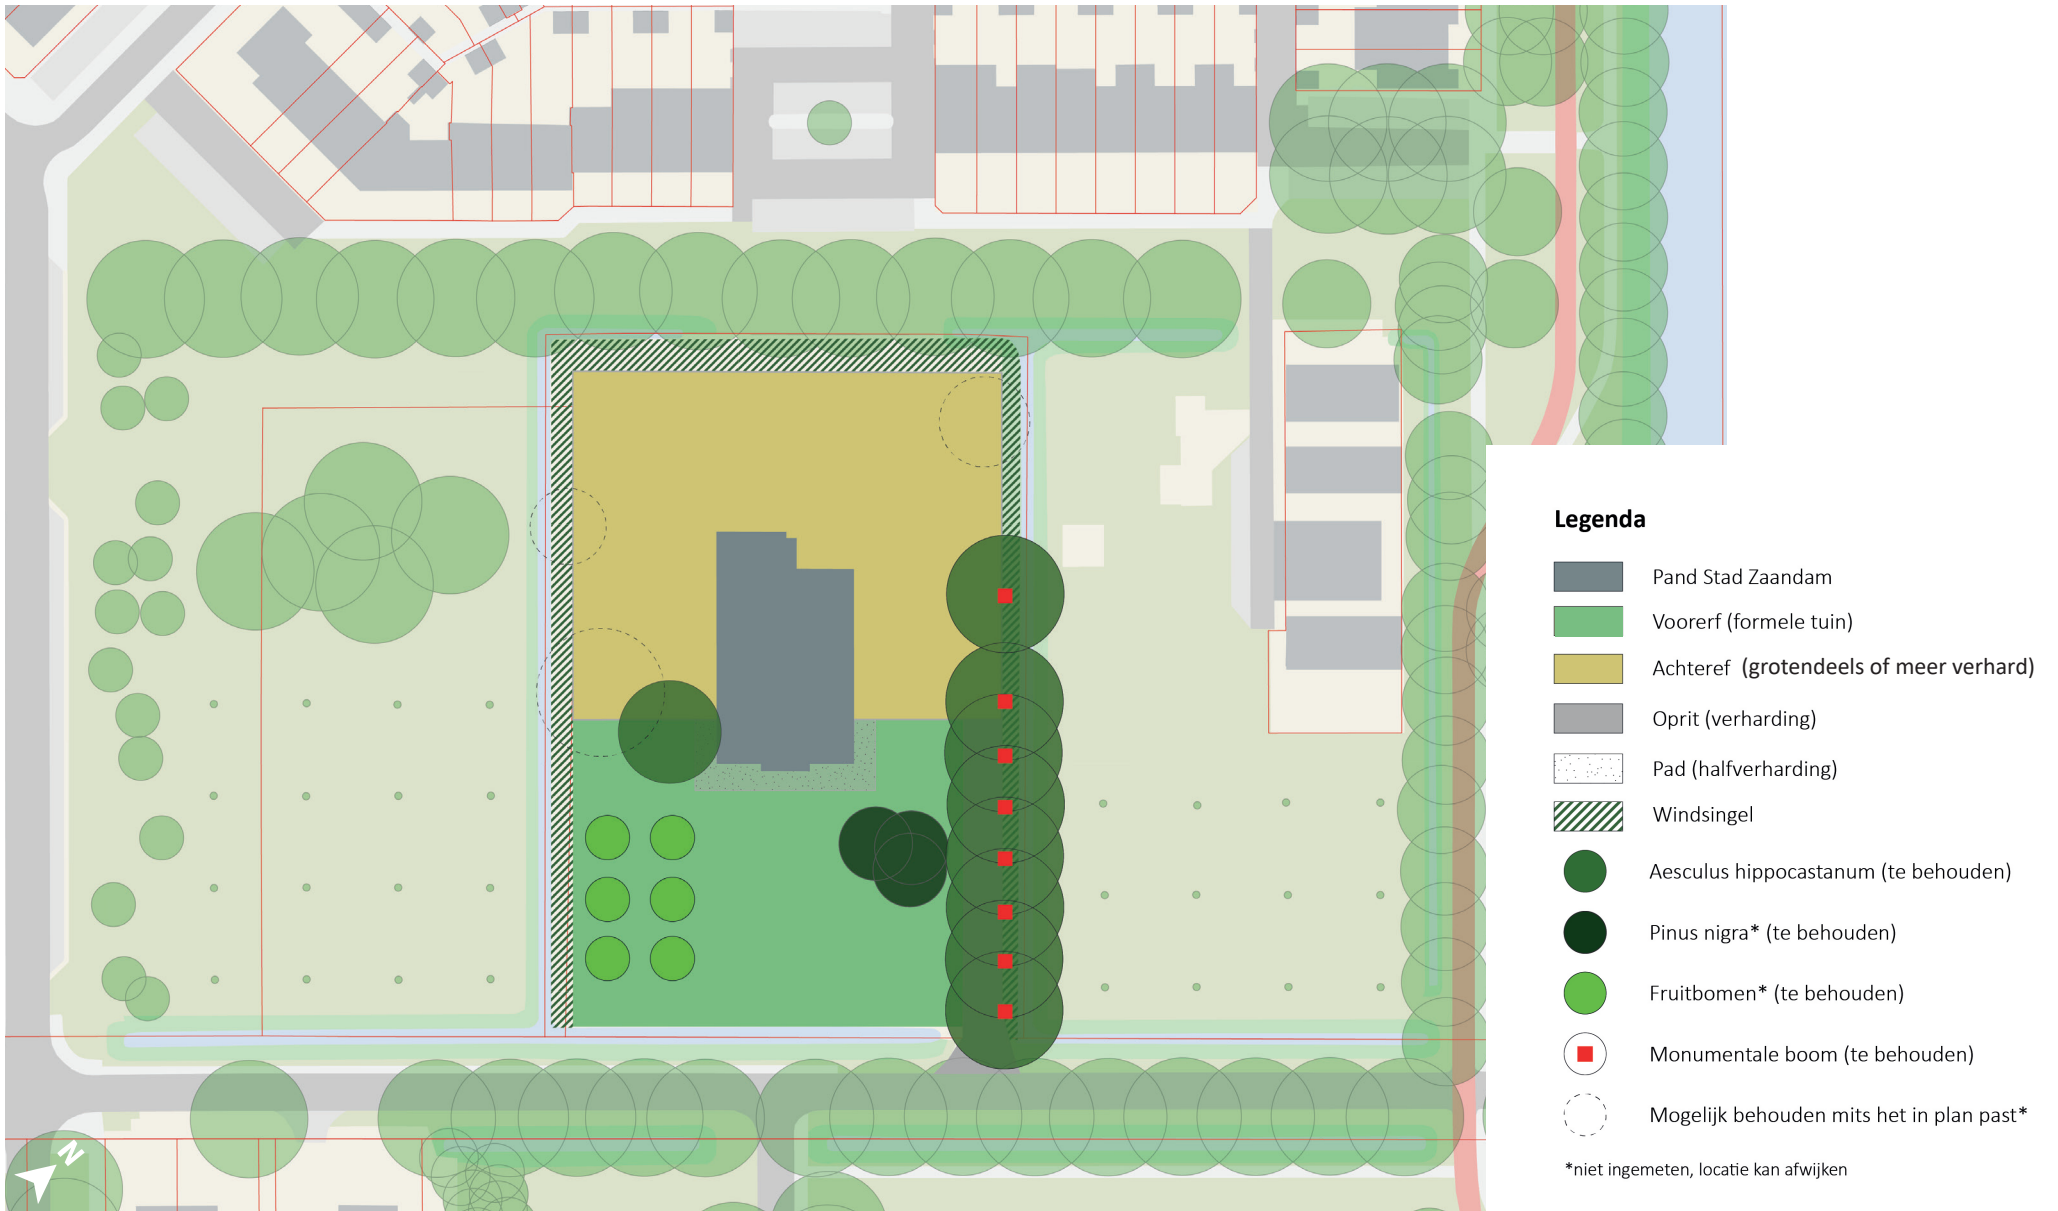 Legenda
Pand Stad Zaandam
Voorerf (formele tuin)
Achteref (grotendeels of meer verhard)
Oprit (verharding)
Pad (halfverharding)
Windsingel
Aesculus hippocastanum (te behouden)
Pinus nigra* (te behouden)
Fruitbomen* (te behouden)
Monumentale boom (te behouden)
Mogelijk behouden mits het in plan past*
*niet ingemeten, locatie kan afwijken
N